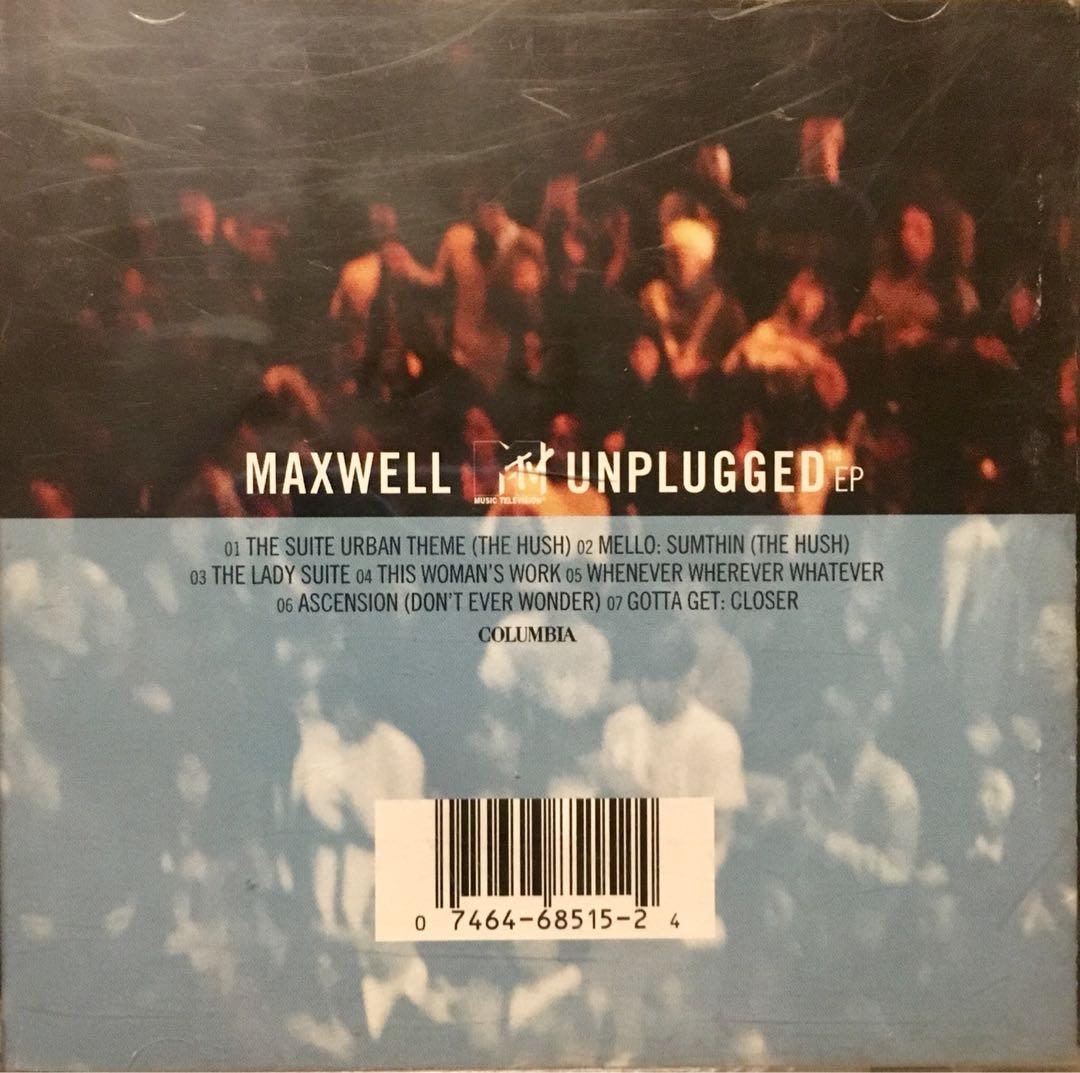 MAXWELL MTV MUSIC TELEVISION® UNPLUGGED™ EP
01 THE SUITE URBAN THEME (THE HUSH) 02 MELLO: SUMTHIN (THE HUSH)
03 THE LADY SUITE 04 THIS WOMAN'S WORK 05 WHENEVER WHEREVER WHATEVER
06 ASCENSION (DON'T EVER WONDER) 07 GOTTA GET: CLOSER
COLUMBIA
0 7464-68515-2 4